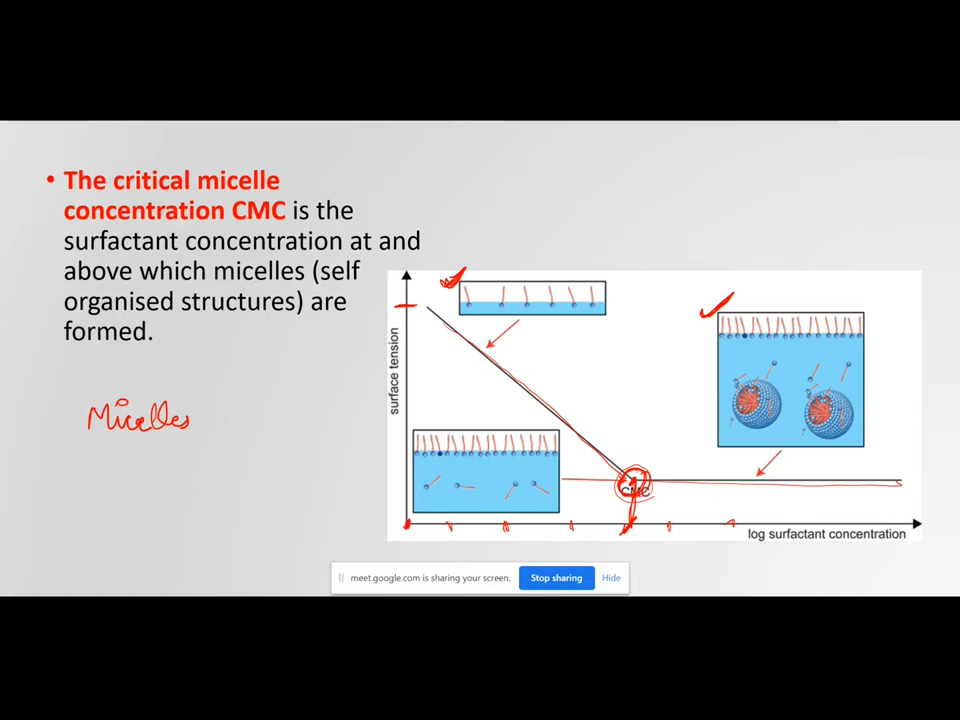 • The critical micelle
concentration CMC is the
surfactant concentration at and
above which micelles (self
organised structures) are
formed.
Micelles
surface tension
CMC
log surfactant concentration
meet.google.com is sharing your screen.
Stop sharing
Hide